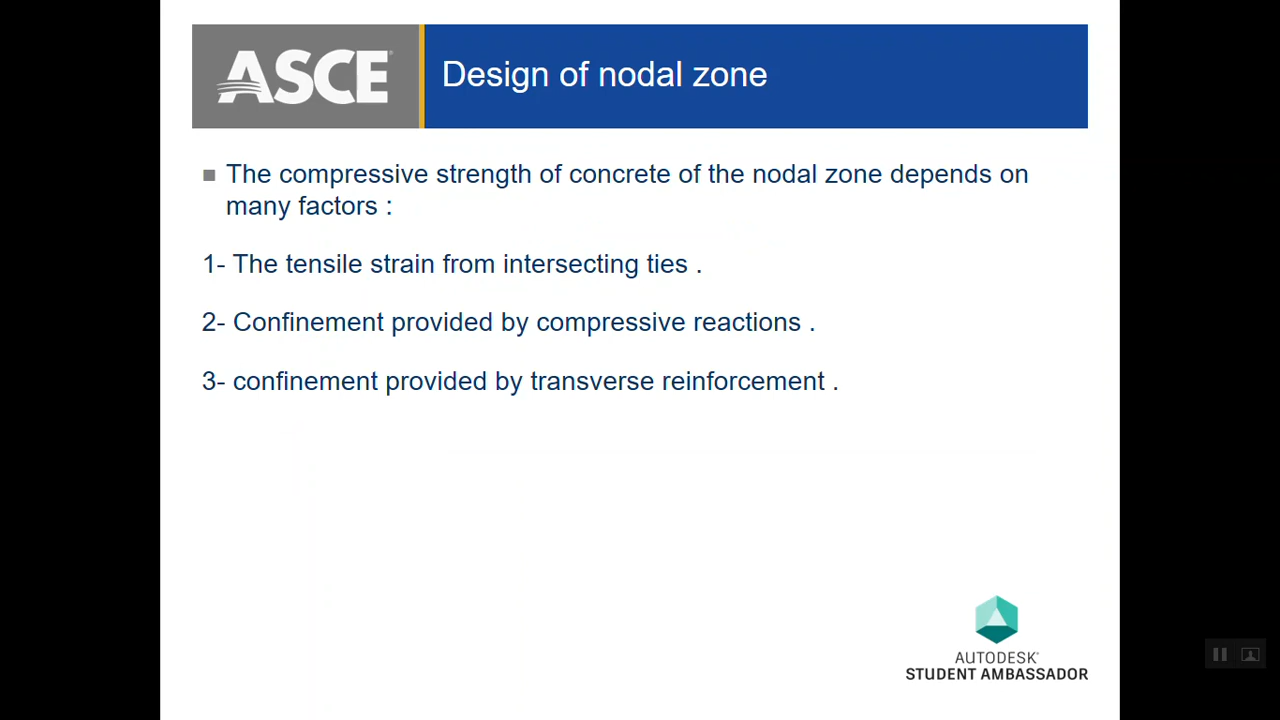 ASCE
Design of nodal zone
■ The compressive strength of concrete of the nodal zone depends on
many factors :
1- The tensile strain from intersecting ties .
2- Confinement provided by compressive reactions .
3- confinement provided by transverse reinforcement .
AUTODESK®
STUDENT AMBASSADOR